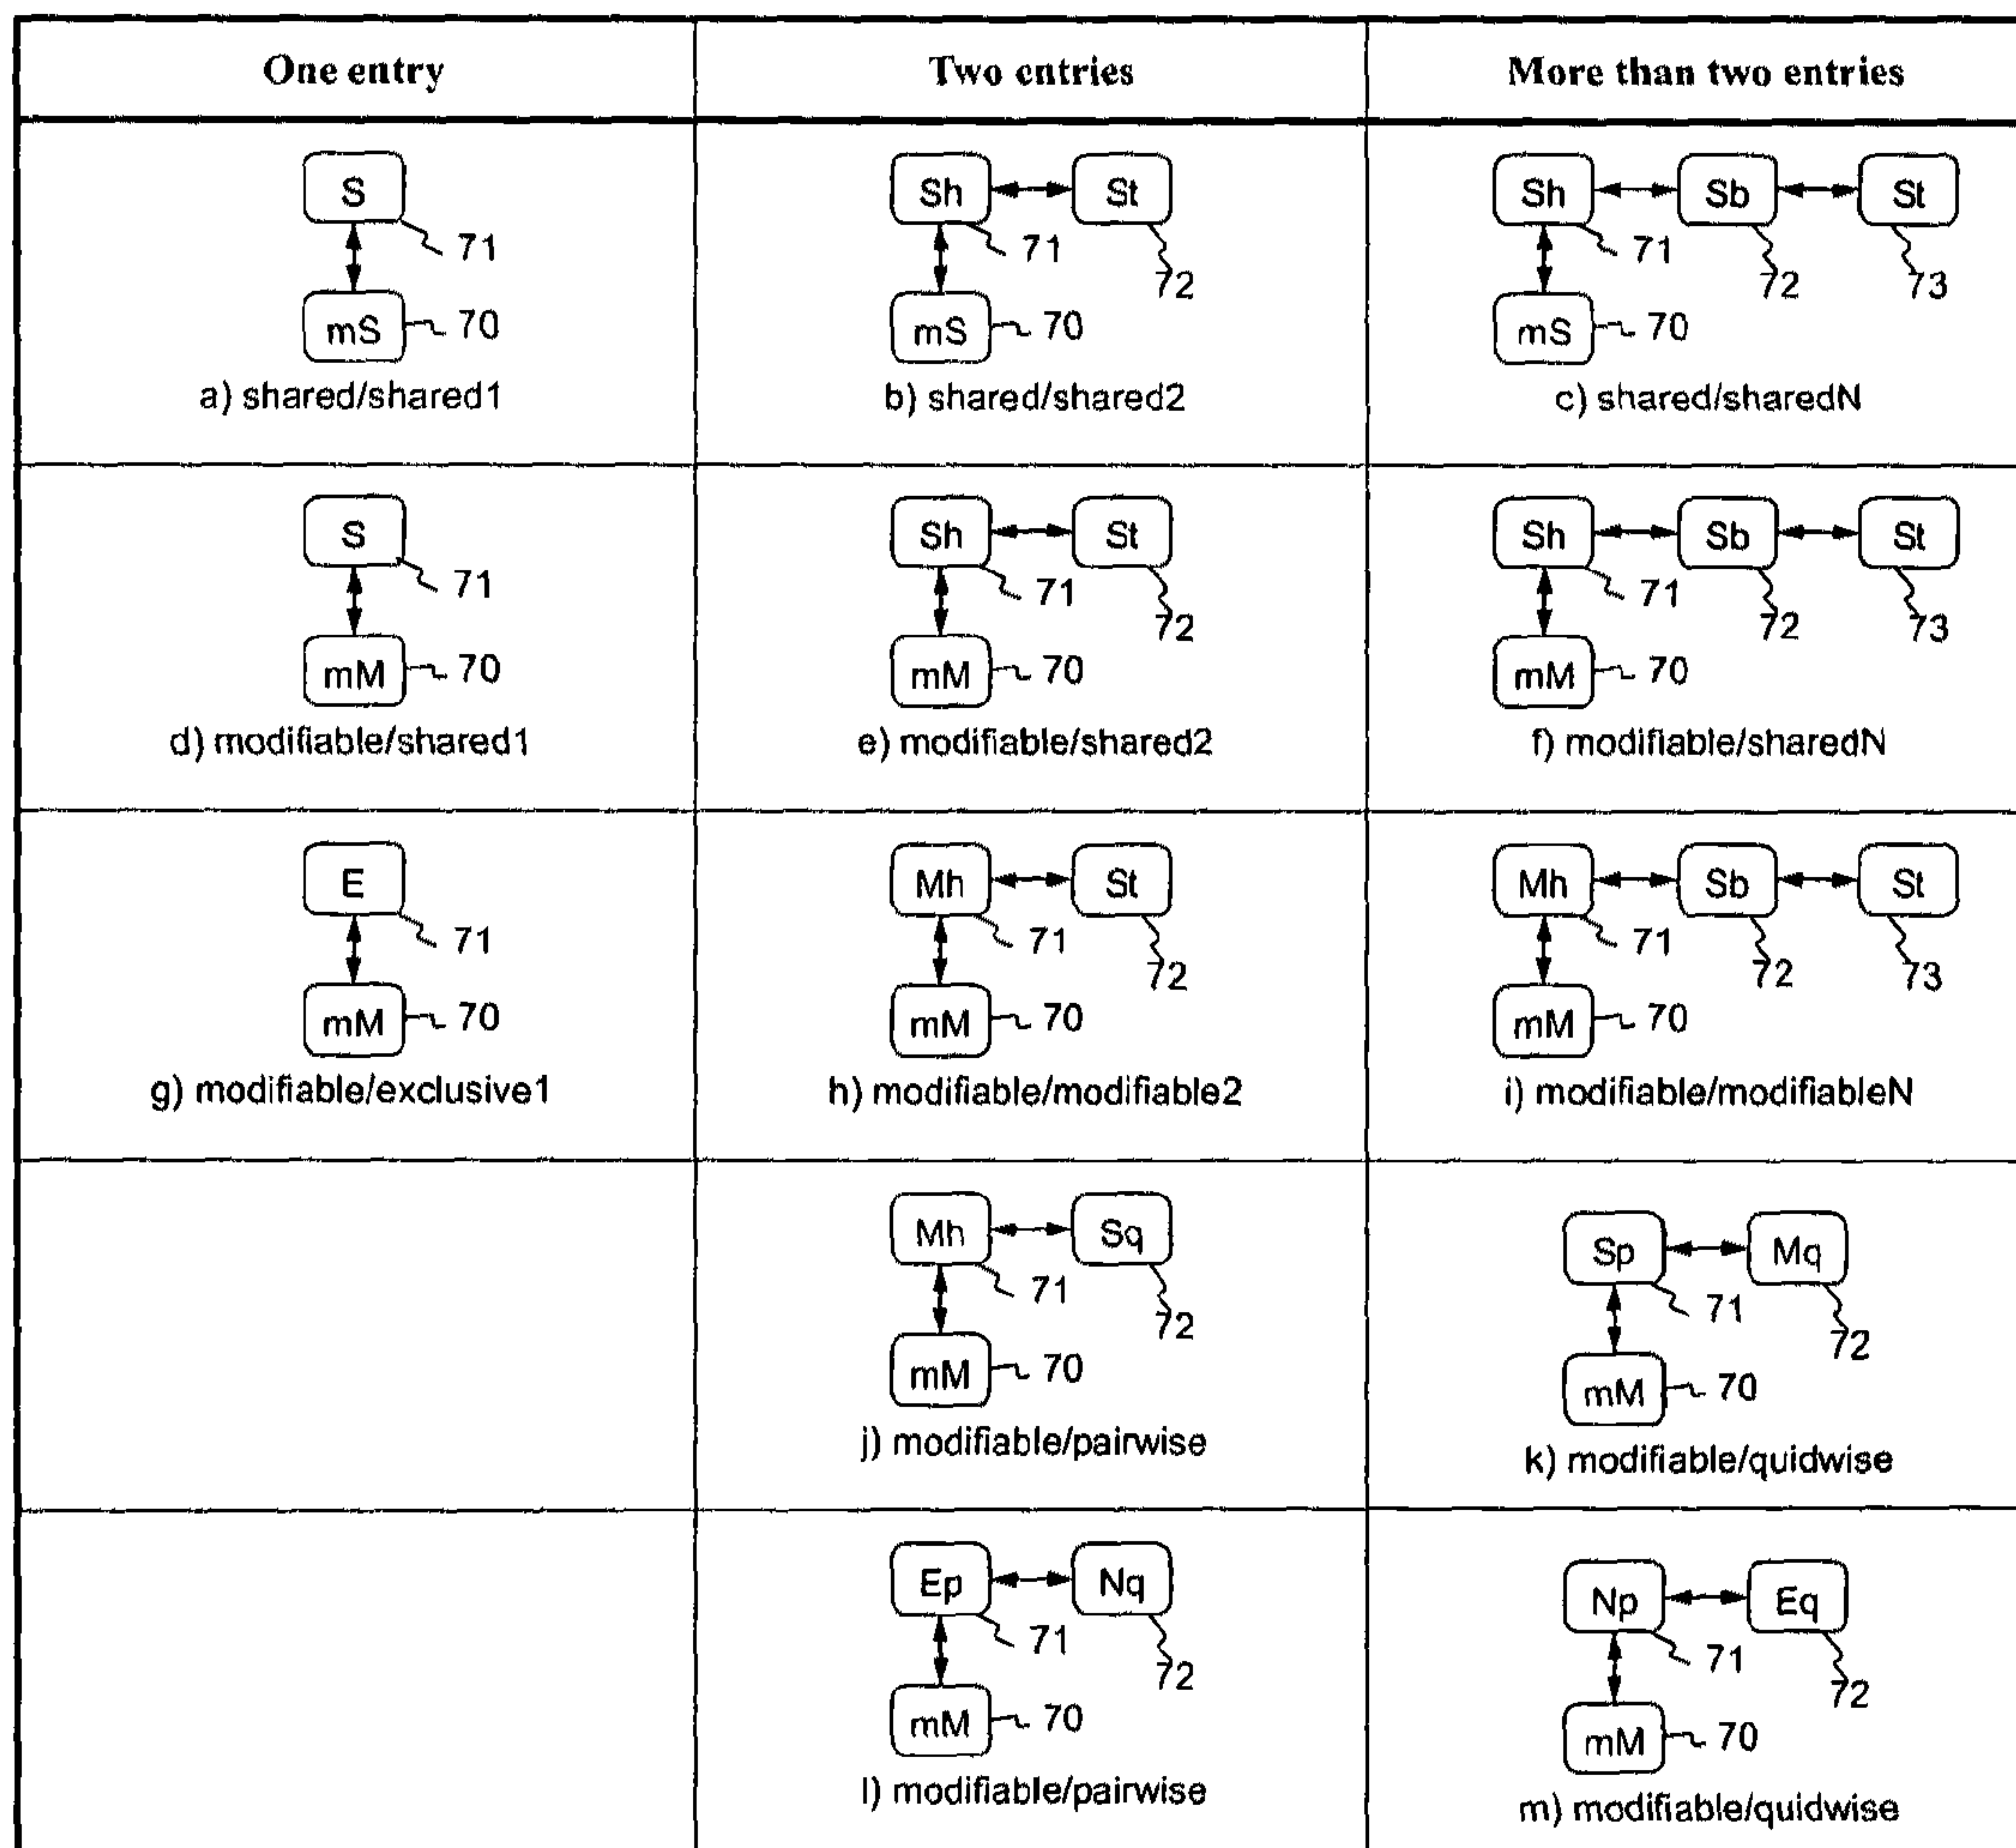 One entry
Two entries
More than two entries
S
71
mS
70
a) shared/shared1
Sh
St
71
72
mS
70
b) shared/shared2
Sh
Sb
St
71
72
73
mS
70
c) shared/sharedN
S
71
mM
70
d) modifiable/shared1
Sh
St
71
72
mM
70
e) modifiable/shared2
Sh
Sb
St
71
72
73
mM
70
f) modifiable/sharedN
E
71
mM
70
g) modifiable/exclusive1
Mh
St
71
72
mM
70
h) modifiable/modifiable2
Mh
Sb
St
71
72
73
mM
70
i) modifiable/modifiableN
Mh
Sq
71
72
mM
70
j) modifiable/pairwise
Sp
Mq
71
72
mM
70
k) modifiable/quidwise
Ep
Nq
71
72
mM
70
l) modifiable/pairwise
Np
Eq
71
72
mM
70
m) modifiable/quidwise